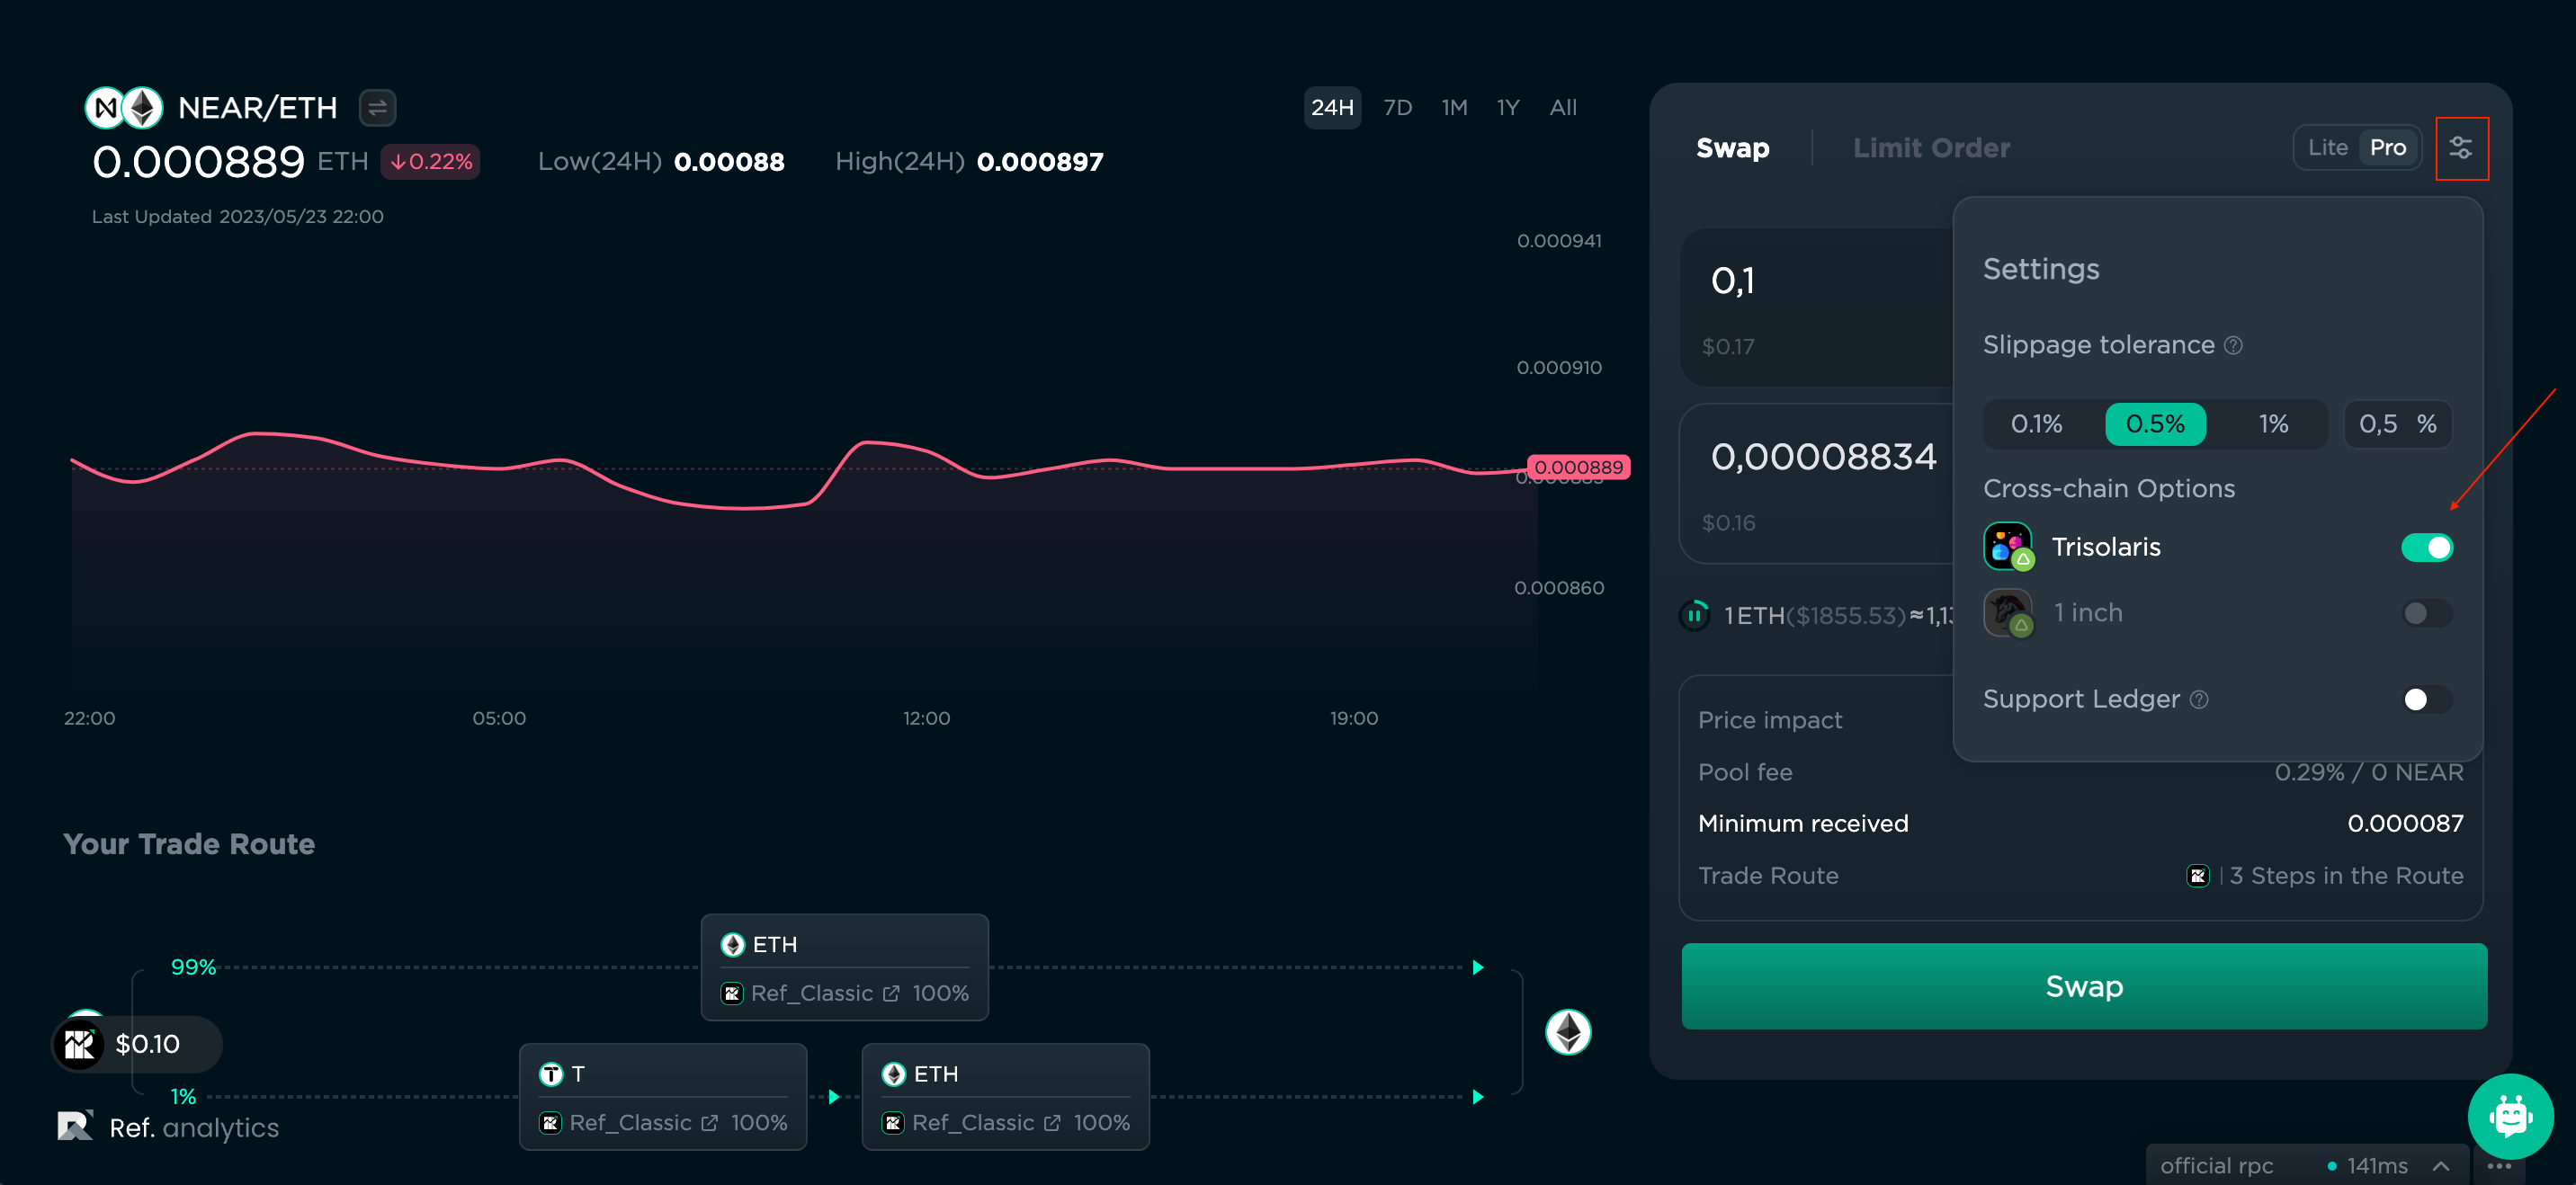 NEAR/ETH
0.000889 ETH ↓0.22%
Low(24H) 0.00088
High(24H) 0.000897
Last Updated 2023/05/23 22:00
24H 7D 1M 1Y All
0.000941
0.000910
0.000889
0.000860
22:00 05:00 12:00 19:00
Your Trade Route
99%
ETH
Ref_Classic 100%
$0.10
1%
T
Ref_Classic 100%
ETH
Ref_Classic 100%
Ref. analytics
Swap Limit Order
Lite Pro
0,1
$0.17
0,00008834
$0.16
1 ETH($1855.53)≈
Settings
Slippage tolerance ?
0.1% 0.5% 1% 0,5 %
Cross-chain Options
Trisolaris
1 inch
Support Ledger ?
Price impact
Pool fee 0.29% / 0 NEAR
Minimum received 0.000087
Trade Route | 3 Steps in the Route
Swap
official rpc 141ms